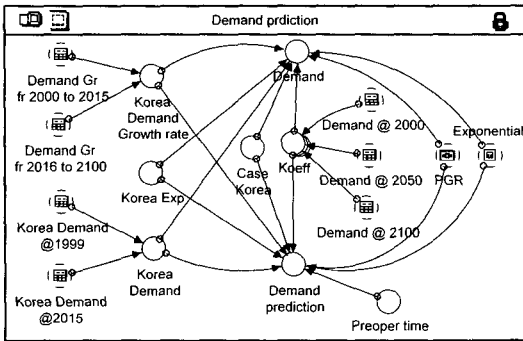 Demand prdiction
Demand Gr
fr 2000 to 2015
Korea
Demand
Growth rate
Demand
Demand Gr
fr 2016 to 2100
Demand @ 2000
Exponential
Case
Korea
Koeff
Demand @ 2050
PGR
Korea Exp
Demand @ 2100
Korea Demand
@1999
Korea
Demand
Korea Demand
@2015
Demand
prediction
Preoper time